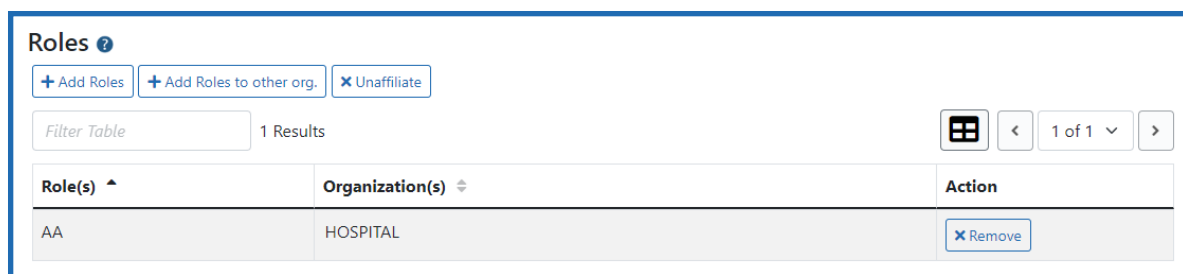 Roles ?
+ Add Roles + Add Roles to other org. × Unaffiliate
Filter Table 1 Results 1 of 1
Role(s) Organization(s) Action
AA HOSPITAL × Remove